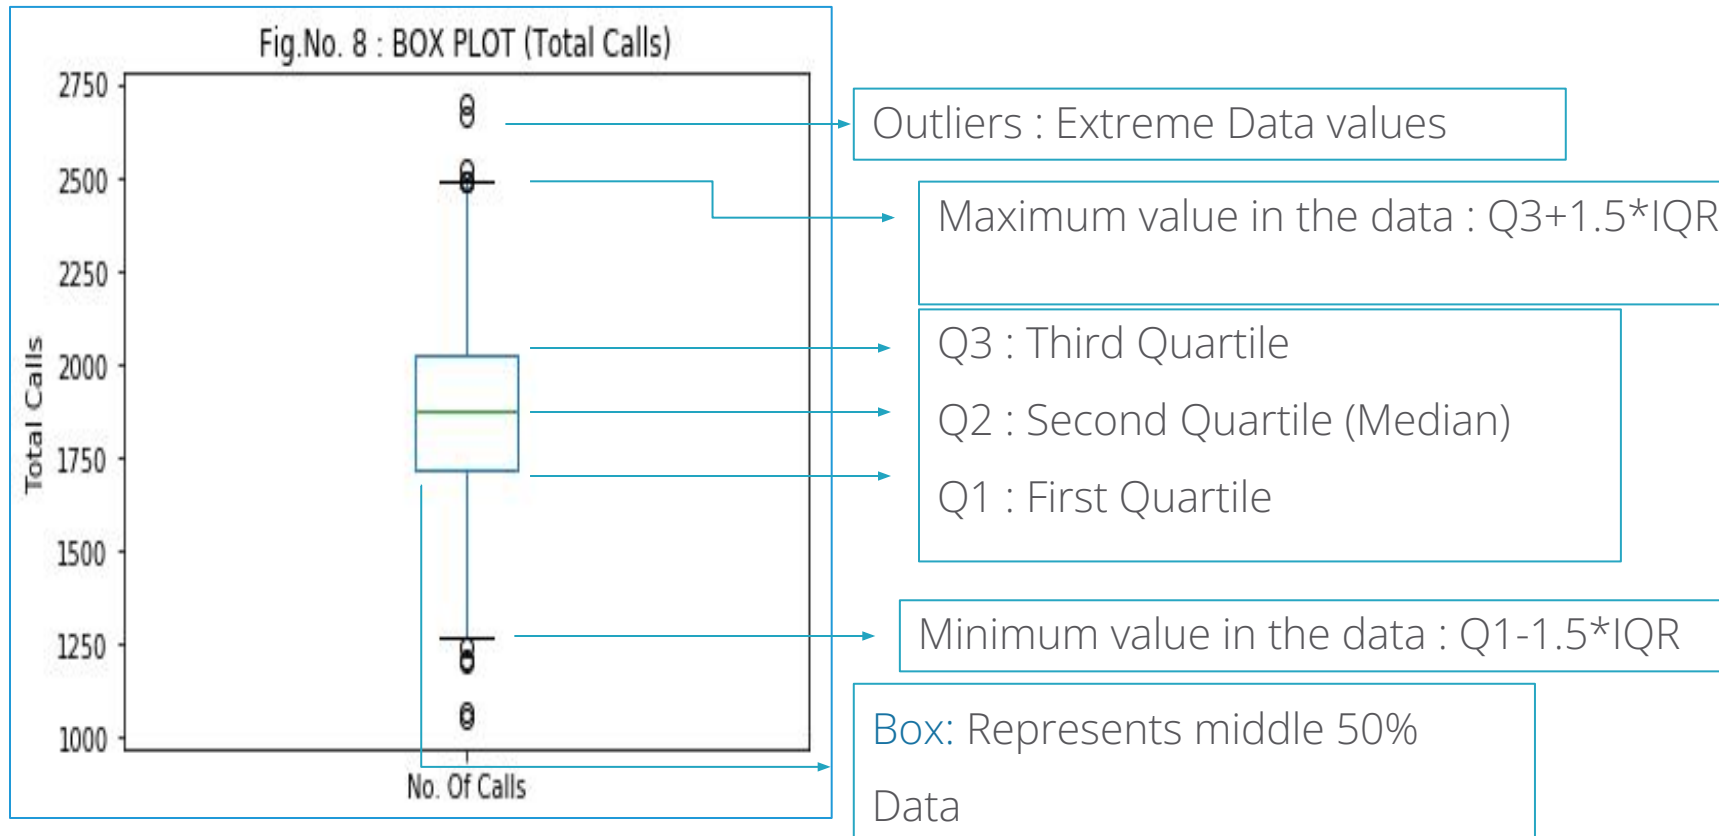 Fig.No. 8 : BOX PLOT (Total Calls)
2750
2500
2250
2000
1750
1500
1250
1000
Total Calls
No. Of Calls
Outliers : Extreme Data values
Maximum value in the data : Q3+1.5*IQR
Q3 : Third Quartile
Q2 : Second Quartile (Median)
Q1 : First Quartile
Minimum value in the data : Q1-1.5*IQR
Box: Represents middle 50%
Data